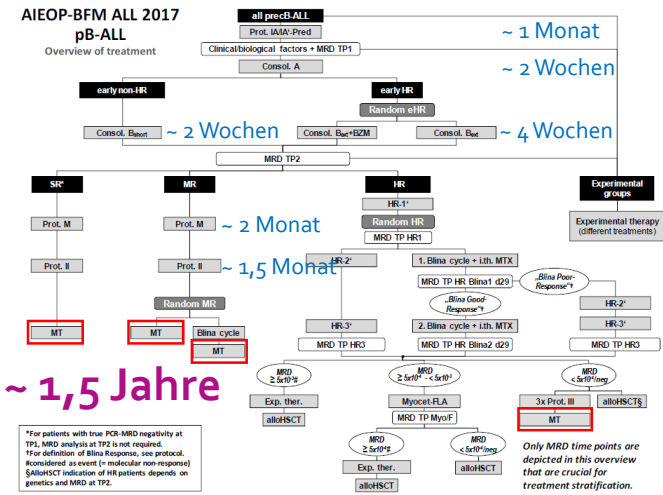 AIEOP-BFM ALL 2017
pB-ALL
Overview of treatment
all precB-ALL
Prot. IA/IA'-Pred
~ 1 Monat
Clinical/biological factors + MRD TP1
Consol. A
~ 2 Wochen
early non-HR
early HR
Random eHR
Consol. Bshort
~ 2 Wochen
Consol. Bext+BZM
Consol. Bext
~ 4 Wochen
MRD TP2
SR*
MR
HR
Experimental
groups
HR-1'
Prot. M
Prot. M
~ 2 Monat
Random HR
Experimental therapy
(different treatments)
MRD TP HR1
Prot. II
Prot. II
~ 1,5 Monat
HR-2'
1. Blina cycle + i.th. MTX
MRD TP HR Blina1 d29
„Blina Poor-
Response"†
Random MR
„Blina Good-
Response"†
HR-2'
MT
MT
Blina cycle
HR-3'
2. Blina cycle + i.th. MTX
HR-3'
MT
MRD TP HR3
MRD TP HR Blina2 d29
MRD TP HR3
~ 1,5 Jahre
MRD
≥ 5x10⁻³#
MRD
≥ 5x10⁻⁴ - < 5x10⁻³
MRD
< 5x10⁻⁴/neg
Exp. ther.
Myocet-FLA
3x Prot. III
alloHSCT§
alloHSCT
MRD TP Myo/F
MT
MRD
≥ 5x10⁻⁴#
MRD
< 5x10⁻⁴/neg
Exp. ther.
alloHSCT
alloHSCT
*For patients with true PCR-MRD negativity at
TP1, MRD analysis at TP2 is not required.
†For definition of Blina Response, see protocol.
#considered as event (= molecular non-response)
§AlloHSCT indication of HR patients depends on
genetics and MRD at TP2.
Only MRD time points are
depicted in this overview
that are crucial for
treatment stratification.